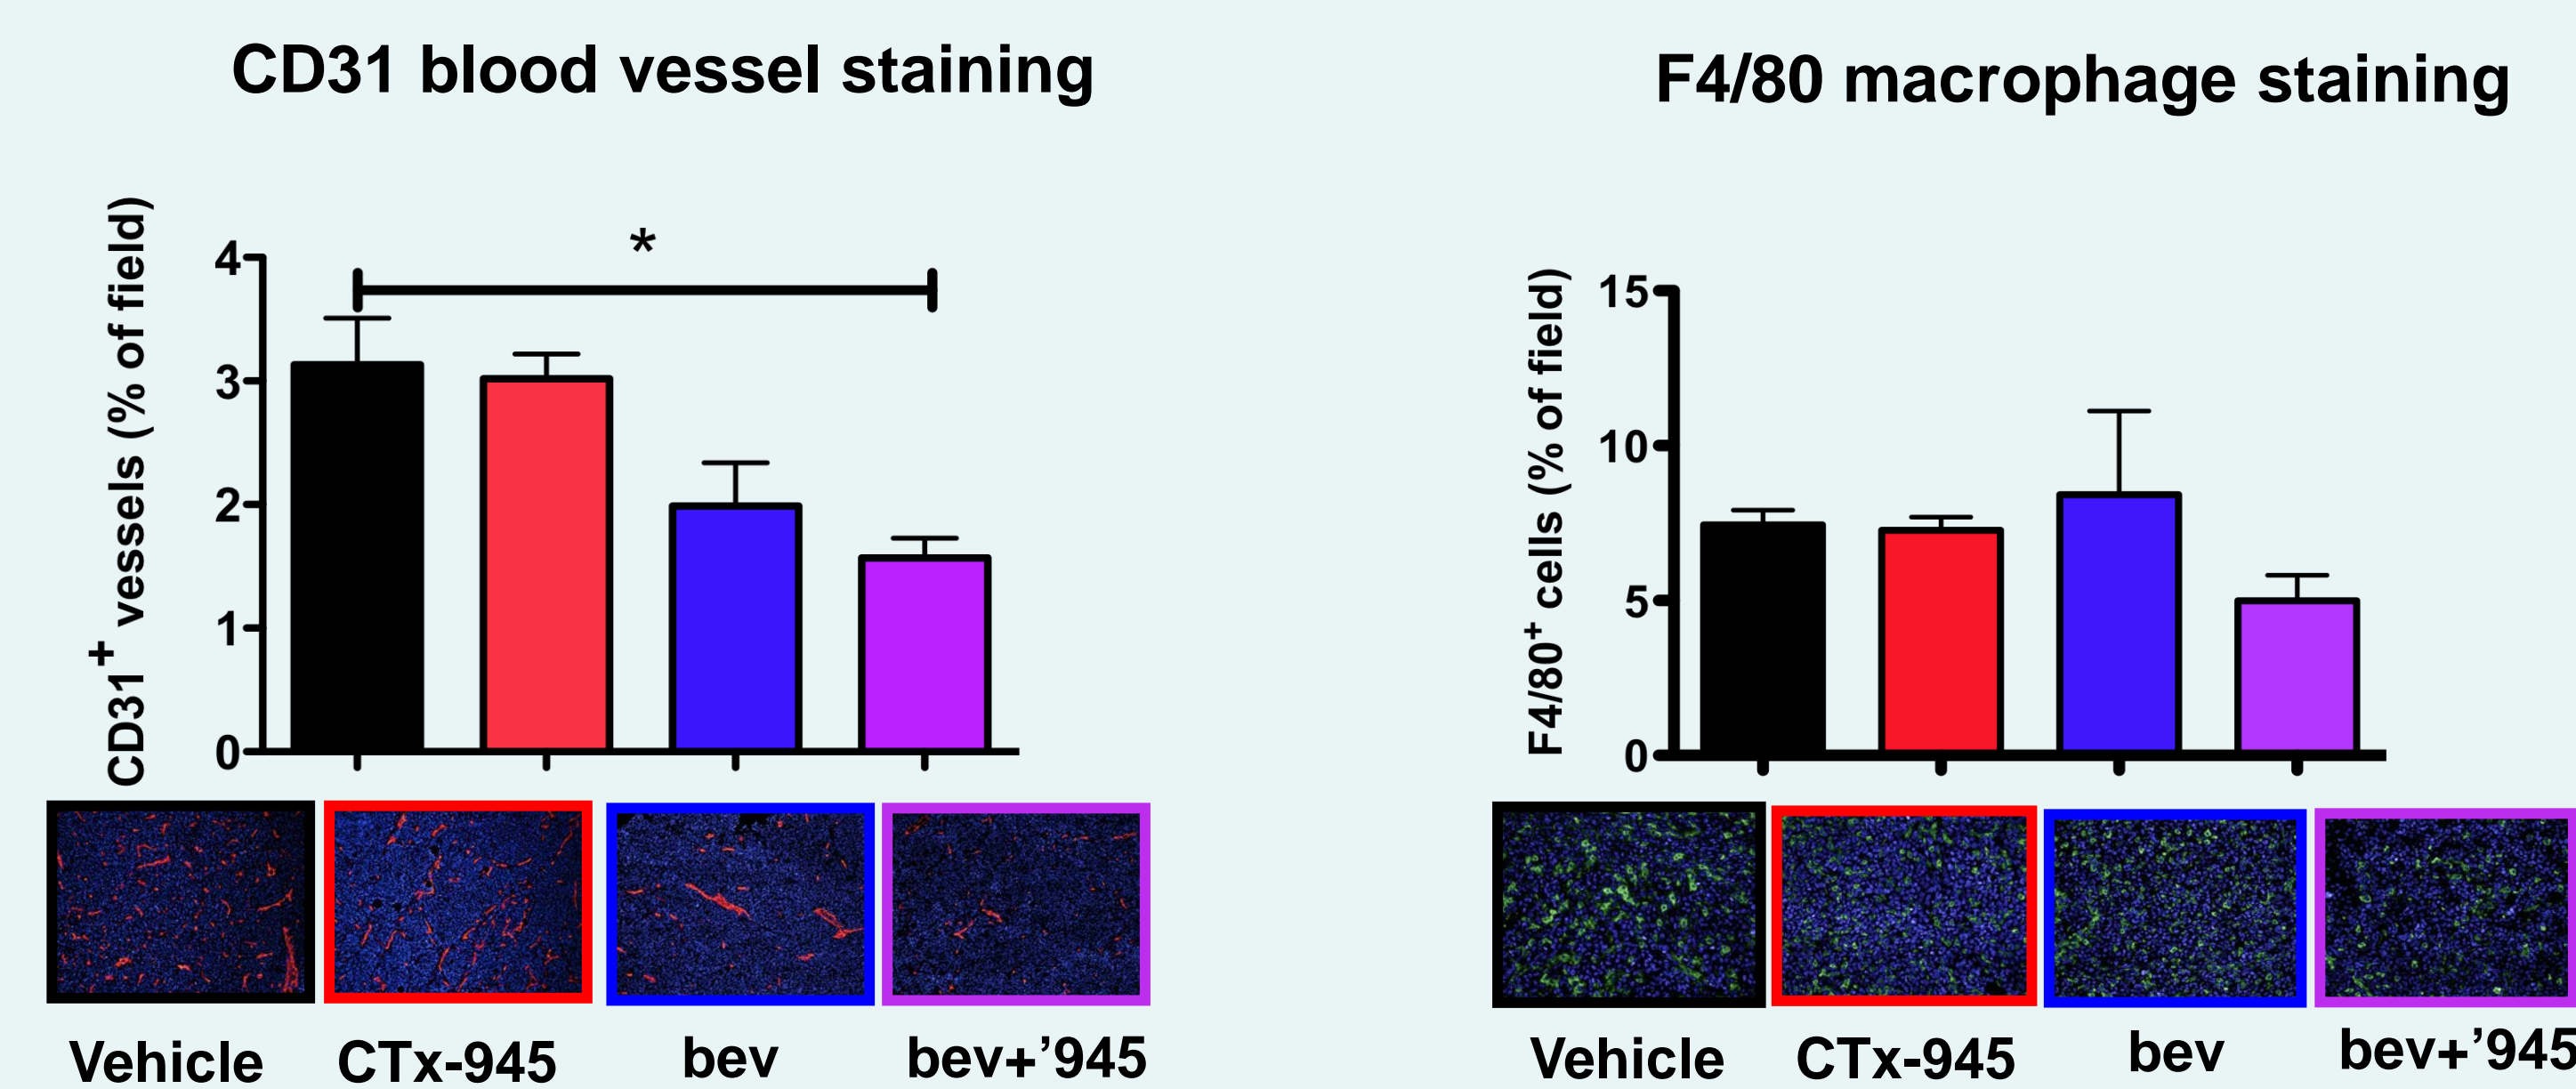 CD31 blood vessel staining
CD31+ vessels (% of field)
4
3
2
1
0
*
Vehicle
CTx-945
bev
bev+’945
F4/80 macrophage staining
F4/80+ cells (% of field)
15
10
5
0
Vehicle
CTx-945
bev
bev+’945